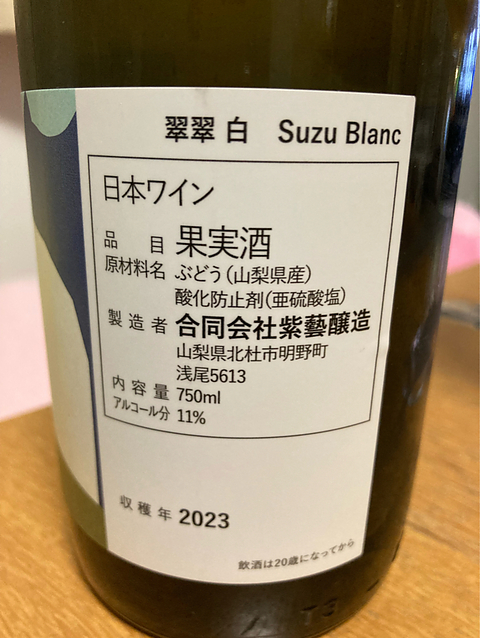 翠翠 白 Suzu Blanc
日本ワイン
品目 果実酒
原材料名 ぶどう(山梨県産)
酸化防止剤(亜硫酸塩)
製造者 合同会社紫藝醸造
山梨県北杜市明野町
浅尾5613
内容量 750ml
アルコール分 11%
収穫年 2023
飲酒は20歳になってから
T3